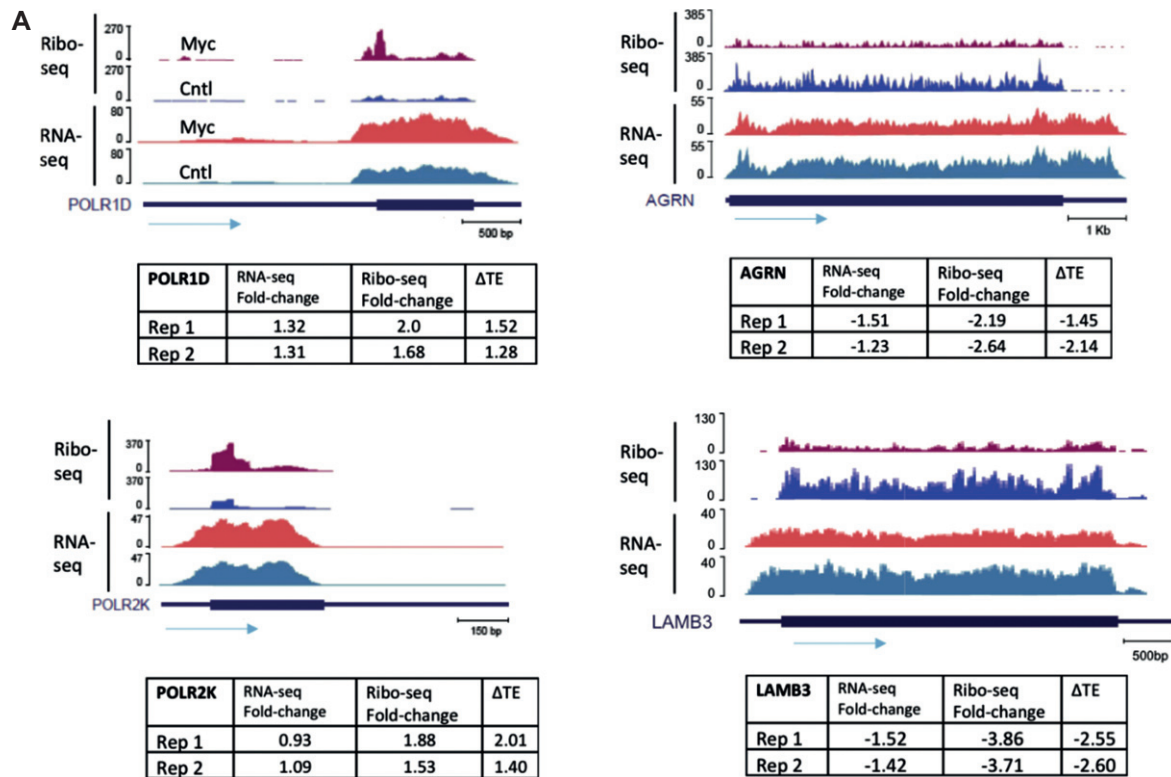 A
Ribo-
seq
270
0
Myc
270
0
Cntl
RNA-
seq
80
0
Myc
80
0
Cntl
POLR1D
500 bp
POLR1D RNA-seq Fold-change Ribo-seq Fold-change ΔTE
Rep 1 1.32 2.0 1.52
Rep 2 1.31 1.68 1.28
Ribo-
seq
385
0
385
0
RNA-
seq
55
0
55
0
AGRN
1 Kb
AGRN RNA-seq Fold-change Ribo-seq Fold-change ΔTE
Rep 1 -1.51 -2.19 -1.45
Rep 2 -1.23 -2.64 -2.14
Ribo-
seq
370
0
370
0
RNA-
seq
47
0
47
0
POLR2K
150 bp
POLR2K RNA-seq Fold-change Ribo-seq Fold-change ΔTE
Rep 1 0.93 1.88 2.01
Rep 2 1.09 1.53 1.40
Ribo-
seq
130
0
130
0
RNA-
seq
40
0
40
0
LAMB3
500bp
LAMB3 RNA-seq Fold-change Ribo-seq Fold-change ΔTE
Rep 1 -1.52 -3.86 -2.55
Rep 2 -1.42 -3.71 -2.60